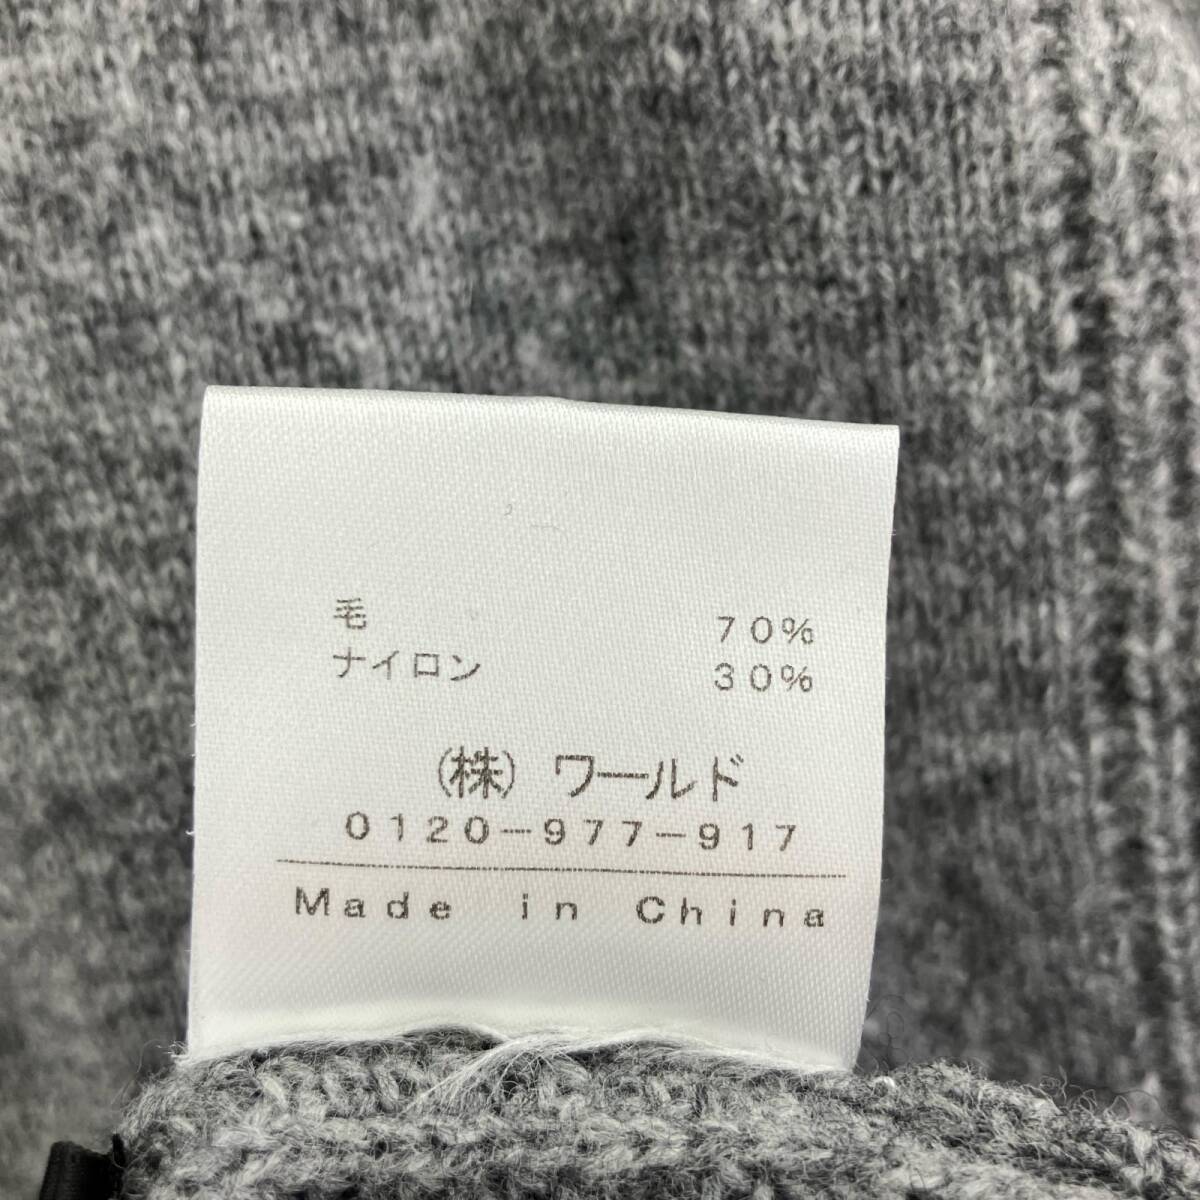 毛 70%
ナイロン 30%
(株) ワールド
0120-977-917
Made in China